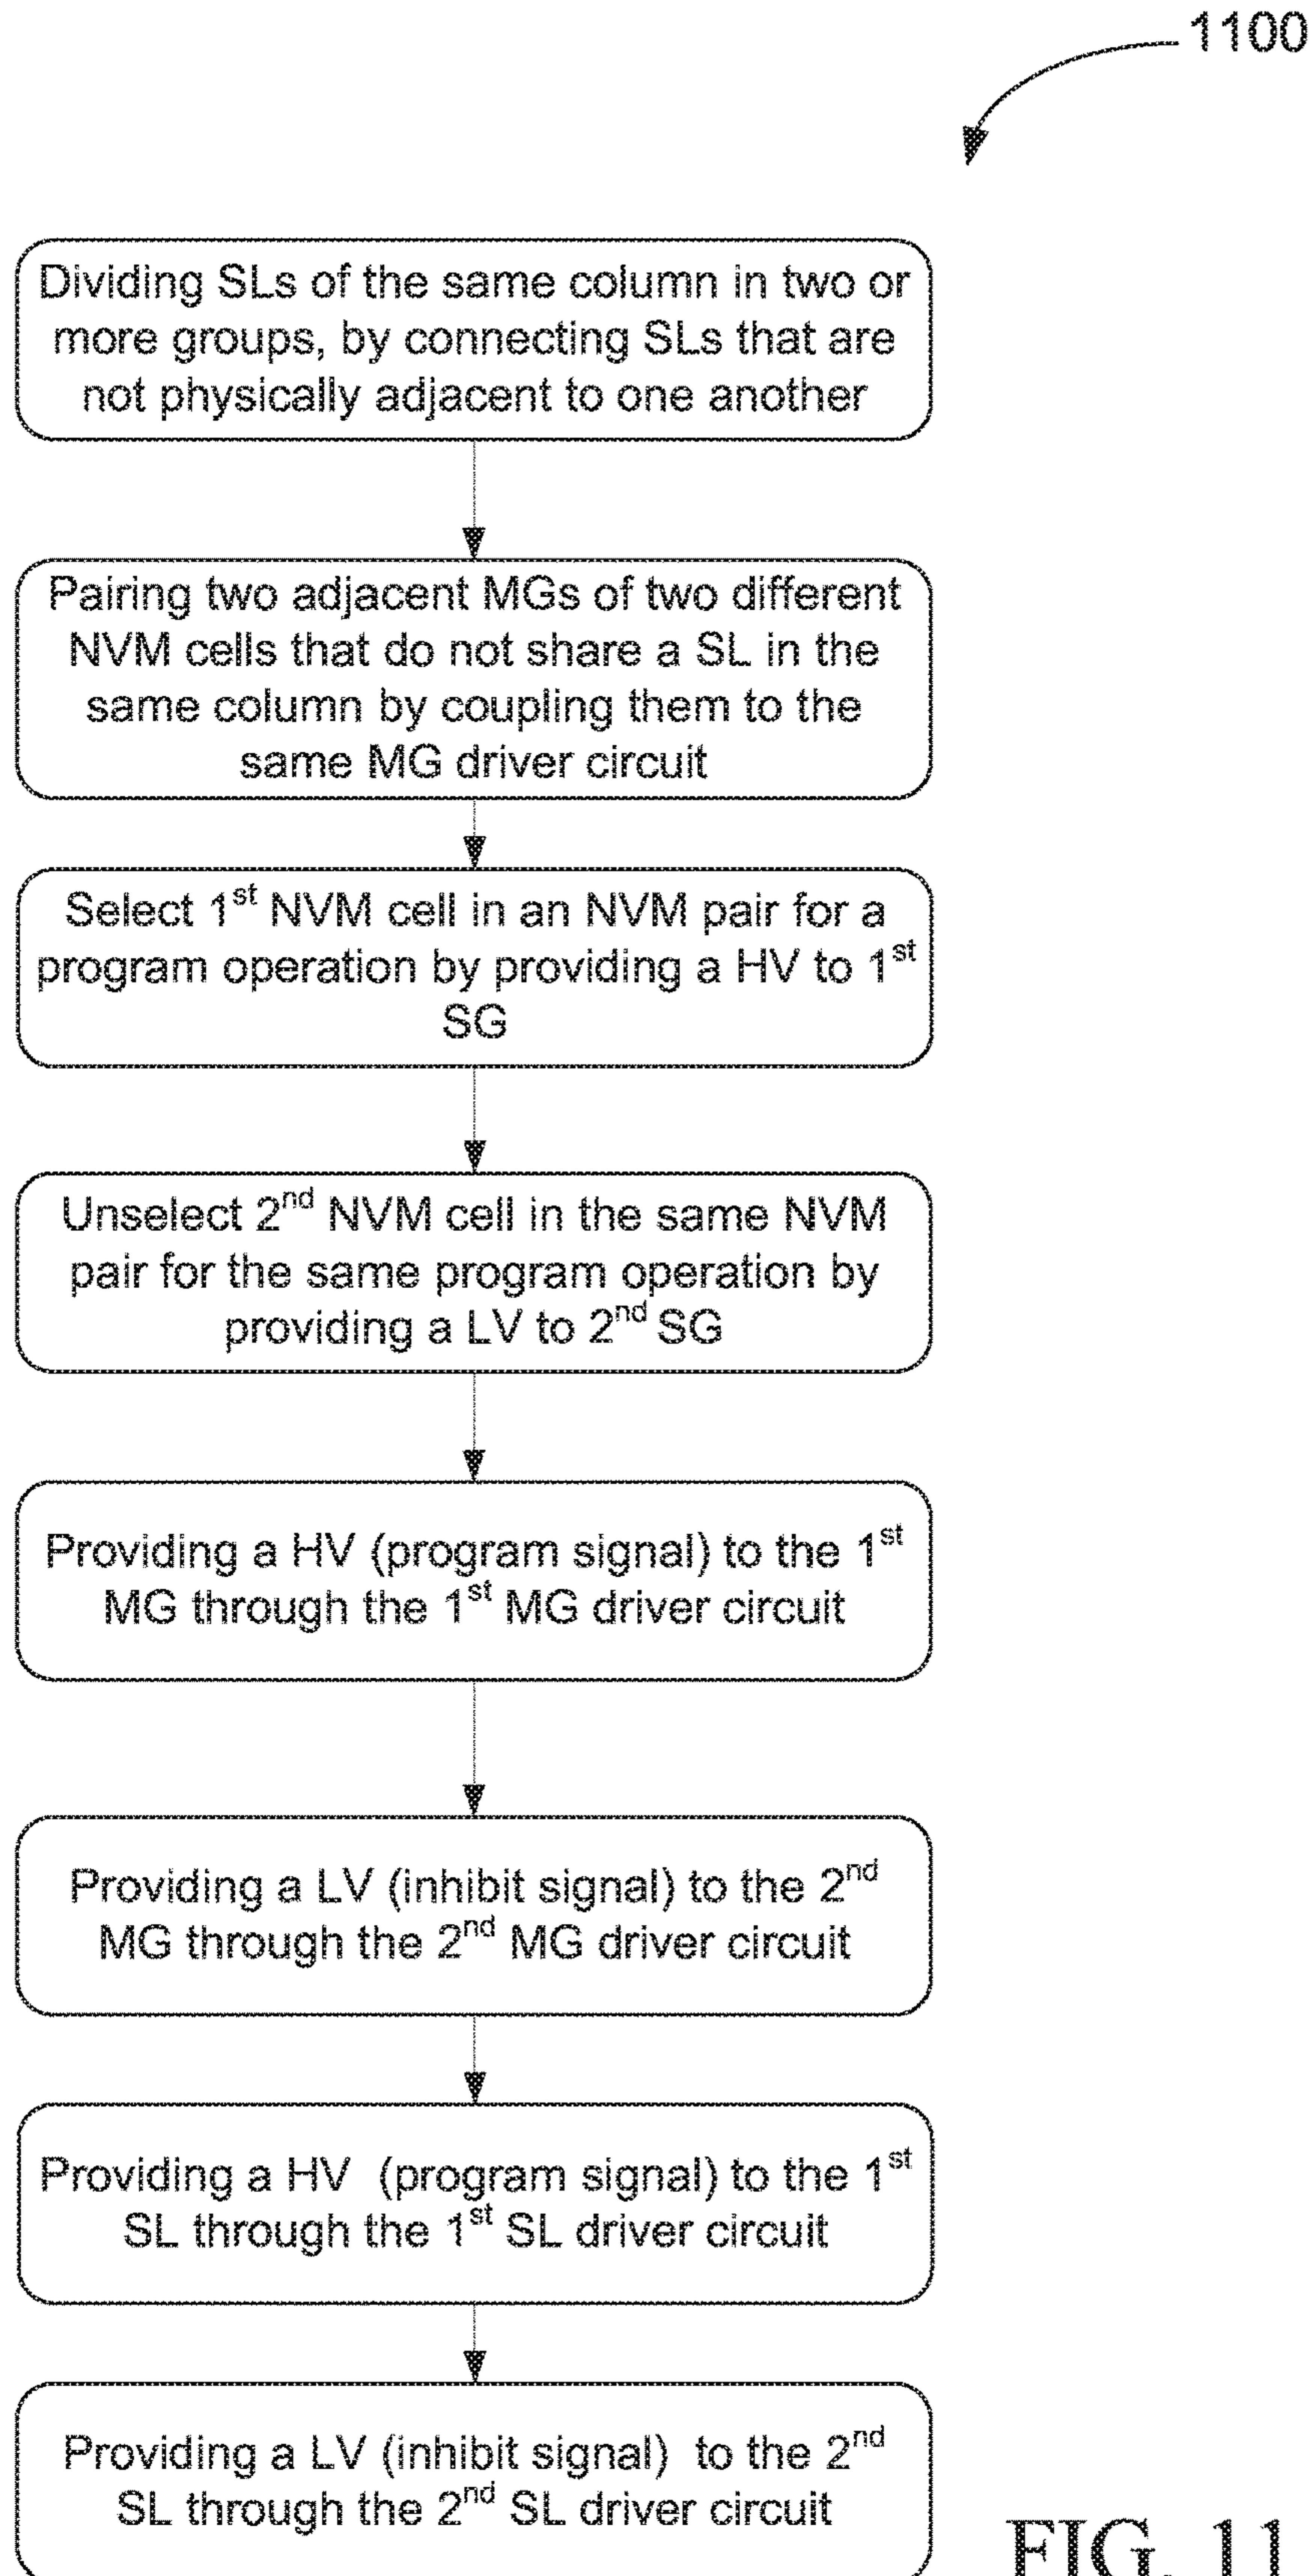 1100
Dividing SLs of the same column in two or
more groups, by connecting SLs that are
not physically adjacent to one another
Pairing two adjacent MGs of two different
NVM cells that do not share a SL in the
same column by coupling them to the
same MG driver circuit
Select 1st NVM cell in an NVM pair for a
program operation by providing a HV to 1st
SG
Unselect 2nd NVM cell in the same NVM
pair for the same program operation by
providing a LV to 2nd SG
Providing a HV (program signal) to the 1st
MG through the 1st MG driver circuit
Providing a LV (inhibit signal) to the 2nd
MG through the 2nd MG driver circuit
Providing a HV (program signal) to the 1st
SL through the 1st SL driver circuit
Providing a LV (inhibit signal) to the 2nd
SL through the 2nd SL driver circuit
FIG. 11